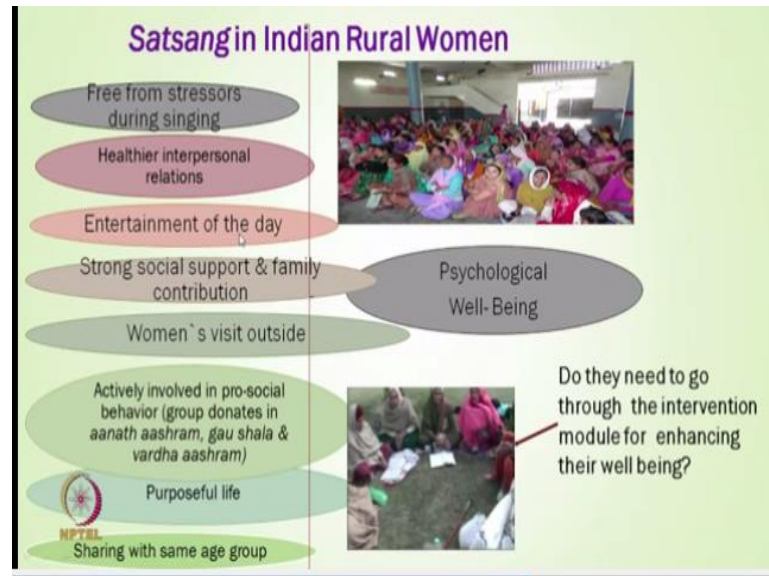 Satsang in Indian Rural Women
Free from stressors
during singing
Healthier interpersonal
relations
Entertainment of the day
Strong social support & family
contribution
Women`s visit outside
Actively involved in pro-social
behavior (group donates in
aanath aashram, gau shala &
vardha aashram)
Purposeful life
NPTEL
Sharing with same age group
Psychological
Well-Being
Do they need to go
through the intervention
module for enhancing
their well being?